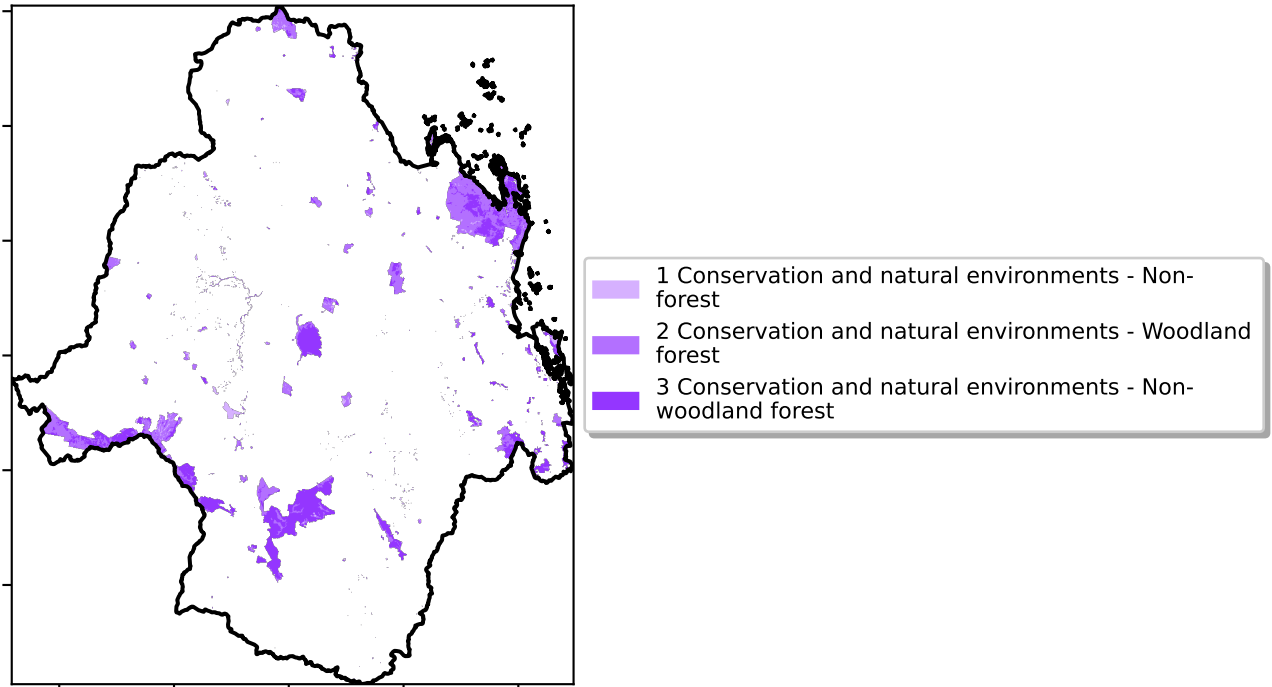 1 Conservation and natural environments - Non-
forest
2 Conservation and natural environments - Woodland
forest
3 Conservation and natural environments - Non-
woodland forest